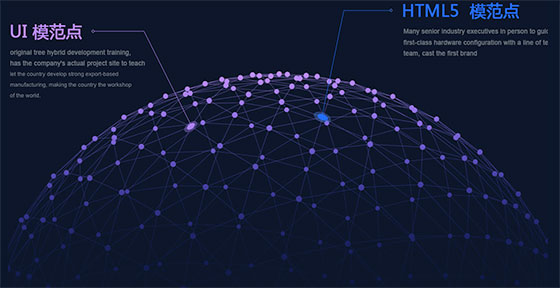 UI 模范点
original tree hybrid development training,
has the company's actual project site to teach
let the country develop strong export-based
manufacturing, making the country the workshop
of the world.
HTML5 模范点
Many senior industry executives in person to guid
first-class hardware configuration with a line of te
team, cast the first brand